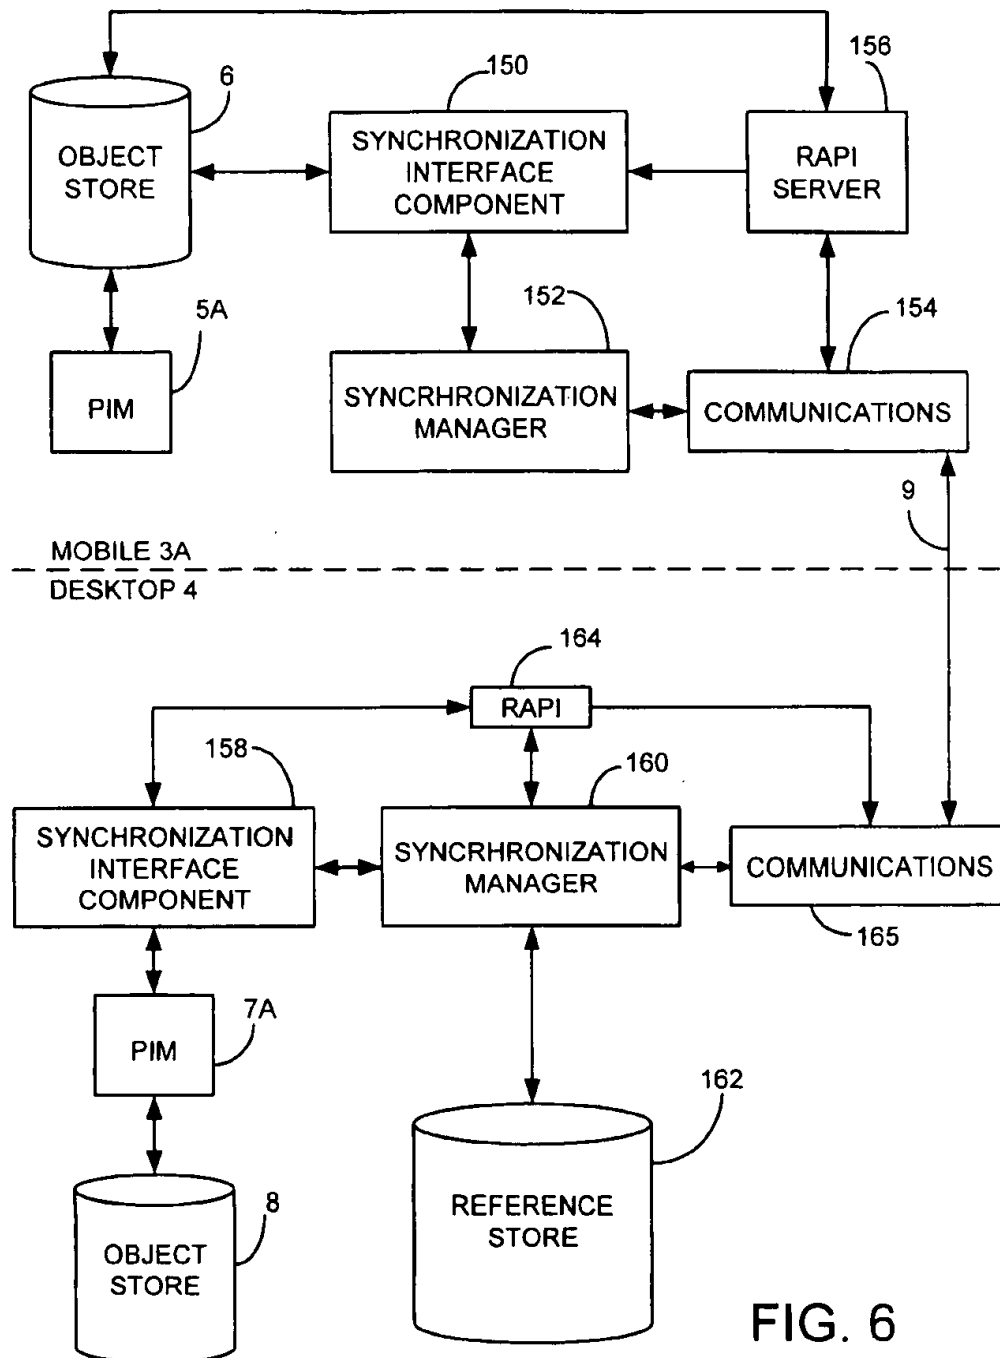 150
156
6
OBJECT
STORE
SYNCHRONIZATION
INTERFACE
COMPONENT
RAPI
SERVER
5A
152
154
PIM
SYNCRHRONIZATION
MANAGER
COMMUNICATIONS
9
MOBILE 3A
DESKTOP 4
164
RAPI
158
160
SYNCHRONIZATION
INTERFACE
COMPONENT
SYNCRHRONIZATION
MANAGER
COMMUNICATIONS
165
7A
PIM
162
8
REFERENCE
STORE
OBJECT
STORE
FIG. 6